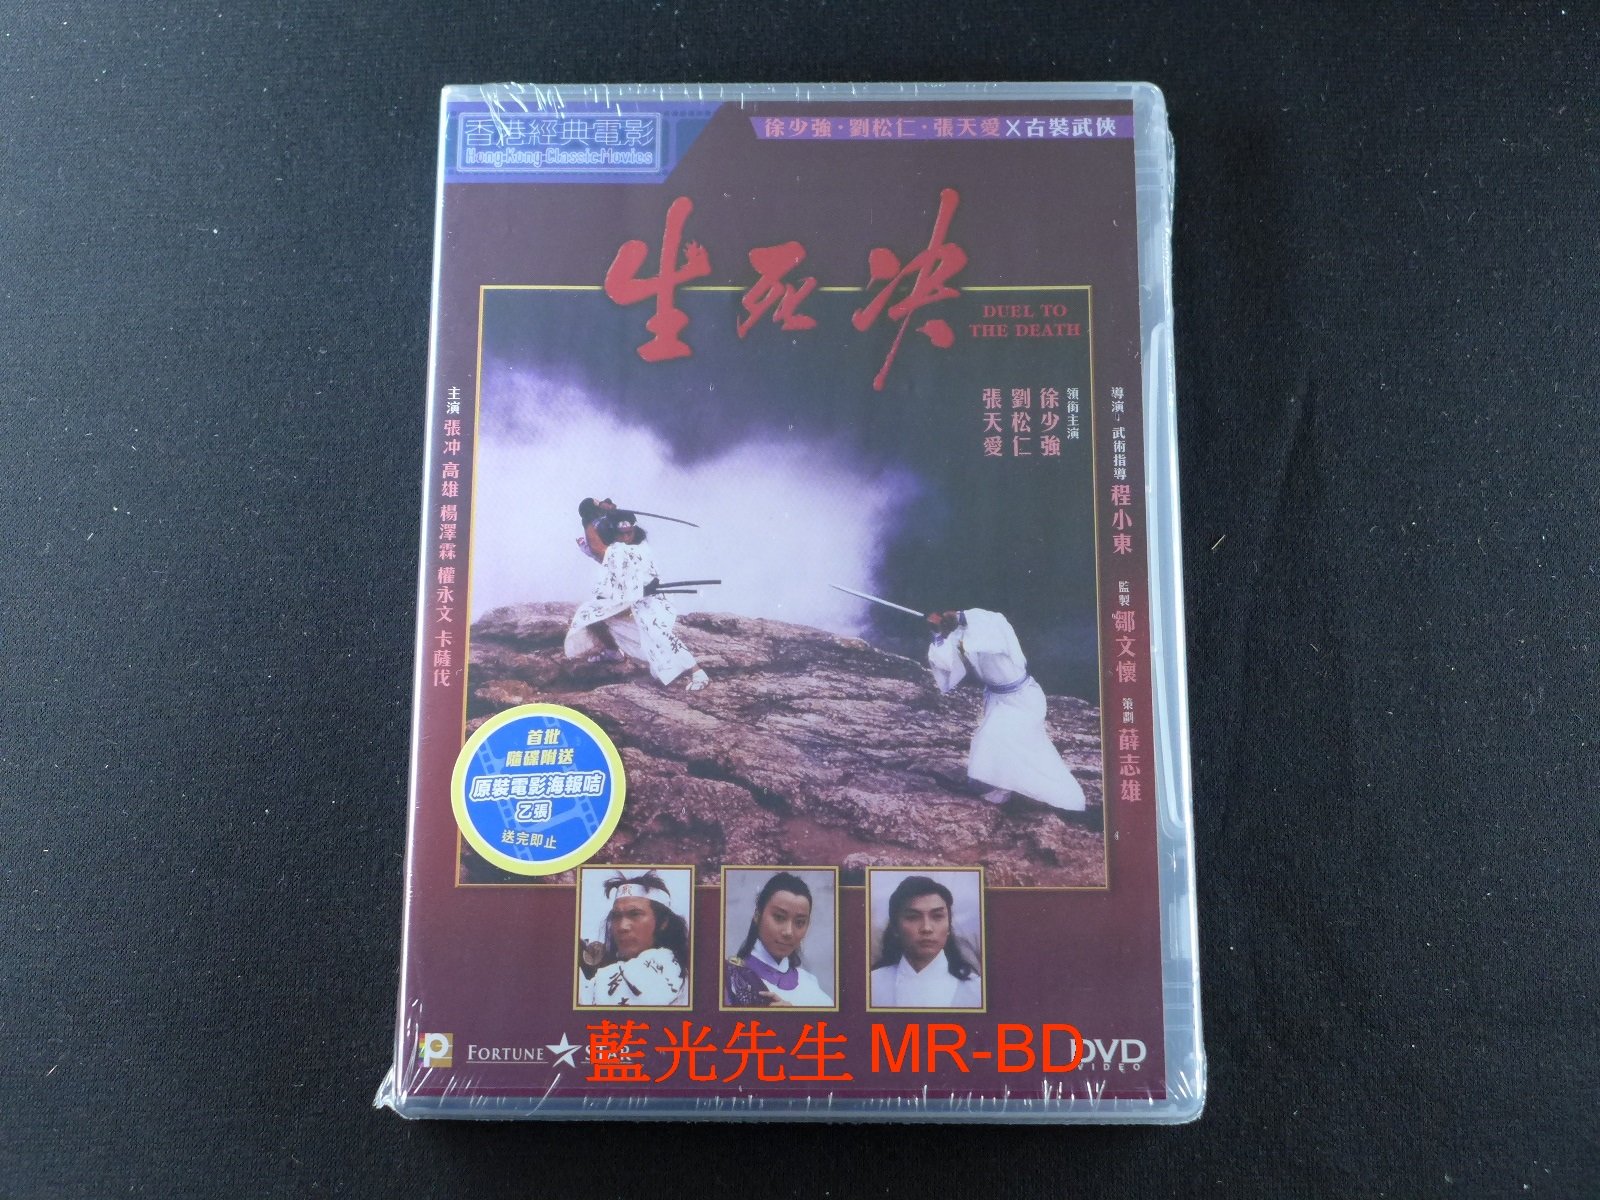 香港經典電影
Hong Kong Classic Movies
徐少強・劉松仁・張天愛 X 古裝武俠
生死決
DUEL TO
THE DEATH
導演／武術指導 程小東 監製 鄒文懷 策劃 薛志雄
領銜主演
徐少強
劉松仁
張天愛
主演 張冲 高雄 楊澤霖 權永文 卡薩伐
首批
隨碟附送
原裝電影海報咭
乙張
送完即止
武
FORTUNE STAR
藍光先生 MR-BD
DVD
VIDEO